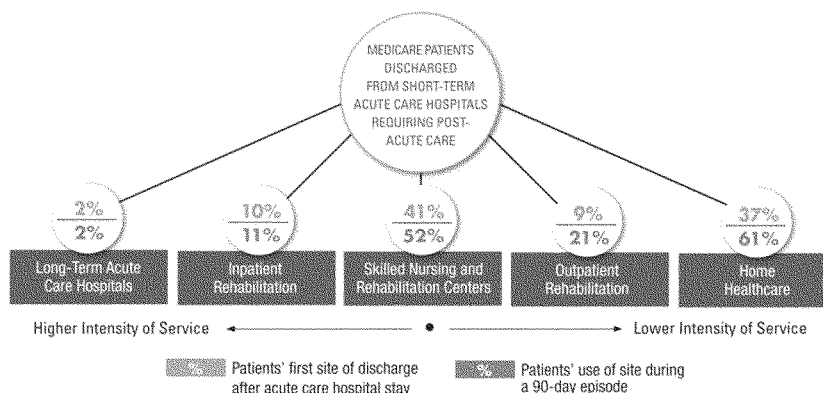 MEDICARE PATIENTS
DISCHARGED
FROM SHORT-TERM
ACUTE CARE HOSPITALS
REQUIRING POST-
ACUTE CARE
2%
2%
10%
11%
41%
52%
9%
21%
37%
61%
Long-Term Acute
Care Hospitals
Inpatient
Rehabilitation
Skilled Nursing and
Rehabilitation Centers
Outpatient
Rehabilitation
Home
Healthcare
Higher Intensity of Service
Lower Intensity of Service
% Patients' first site of discharge
after acute care hospital stay
% Patients' use of site during
a 90-day episode